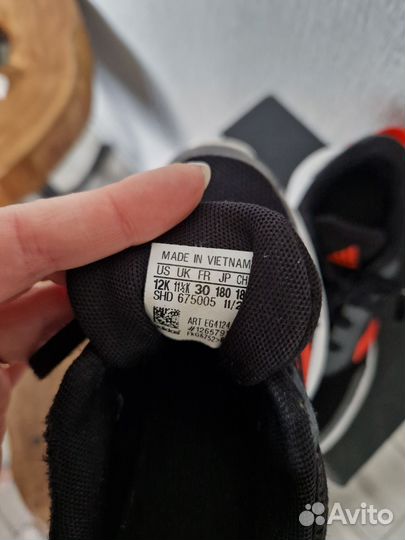 MADE IN VIETNAM
US UK FR JP CH
12K 11½K 30 180
SHD 675005 11/2
ART EG4124
adidas
Avito